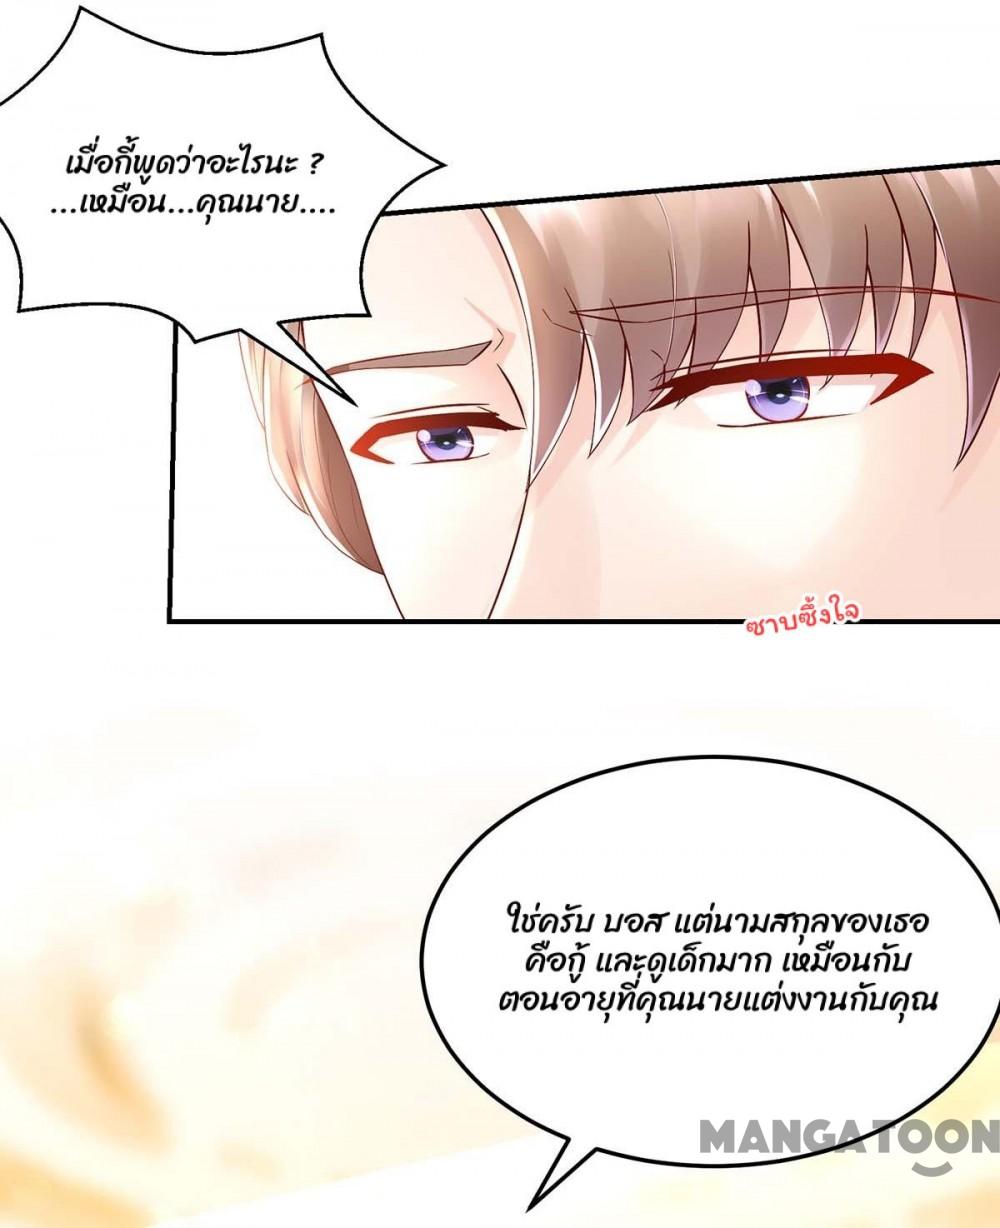 เมื่อกี้พูดว่าอะไรนะ ?
...เหมือน...คุณนาย....
ซาบซึ้งใจ
ใช่ครับ บอส แต่นามสกุลของเธอ
คือกู้ และดูเด็กมาก เหมือนกับ
ตอนอายุที่คุณนายแต่งงานกับคุณ
MANGATOON